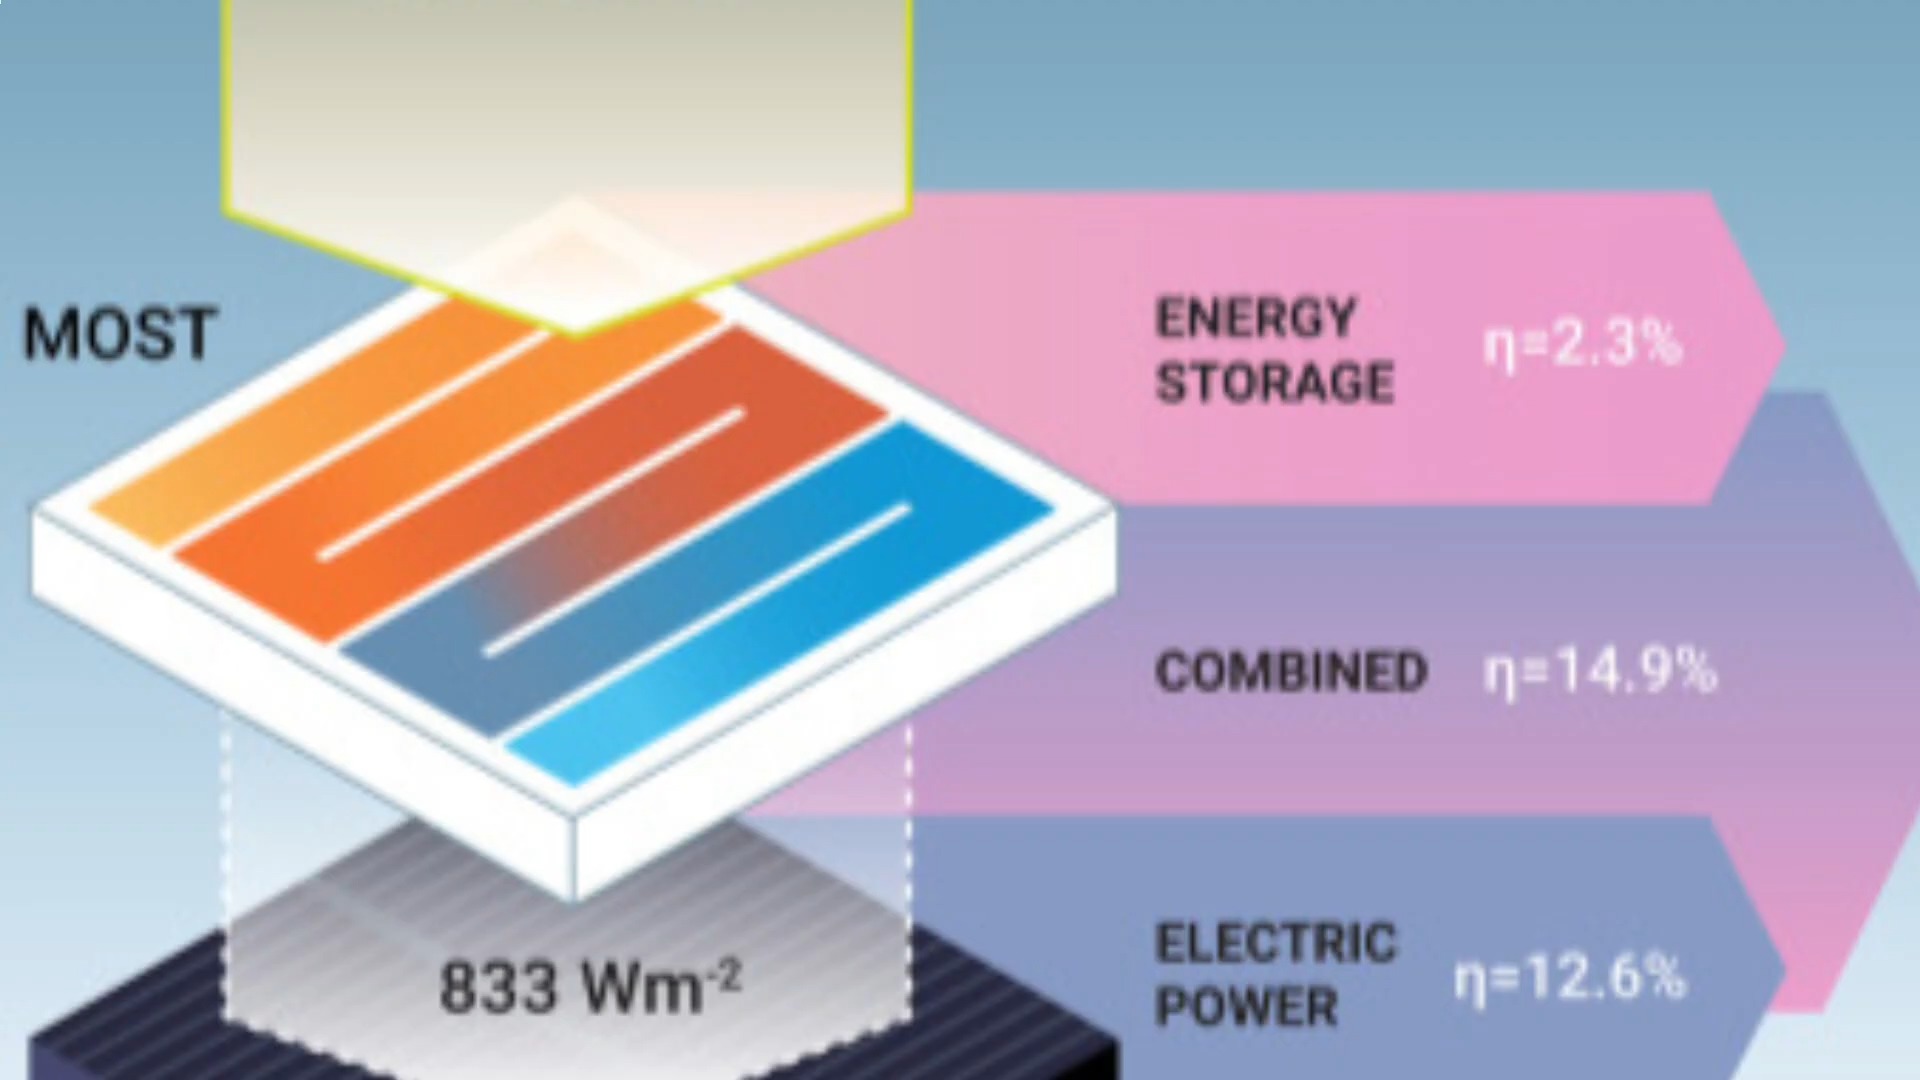 MOST
ENERGY
STORAGE
η=2.3%
COMBINED
η=14.9%
ELECTRIC
POWER
η=12.6%
833 Wm⁻²